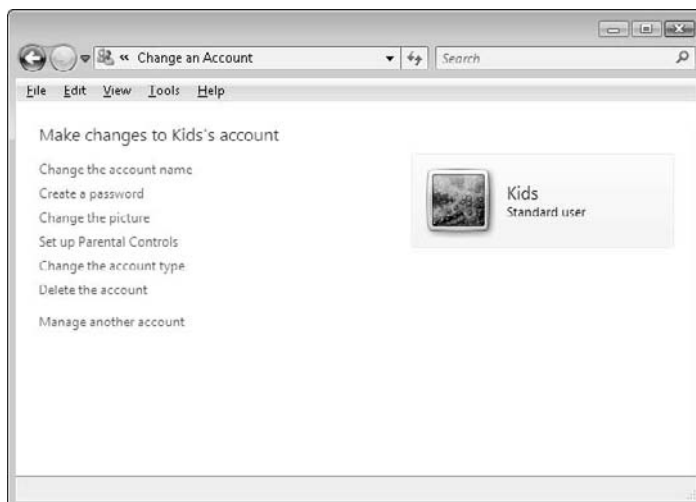 « Change an Account
Search
File Edit View Tools Help
Make changes to Kids's account
Change the account name
Create a password
Change the picture
Set up Parental Controls
Change the account type
Delete the account
Manage another account
Kids
Standard user